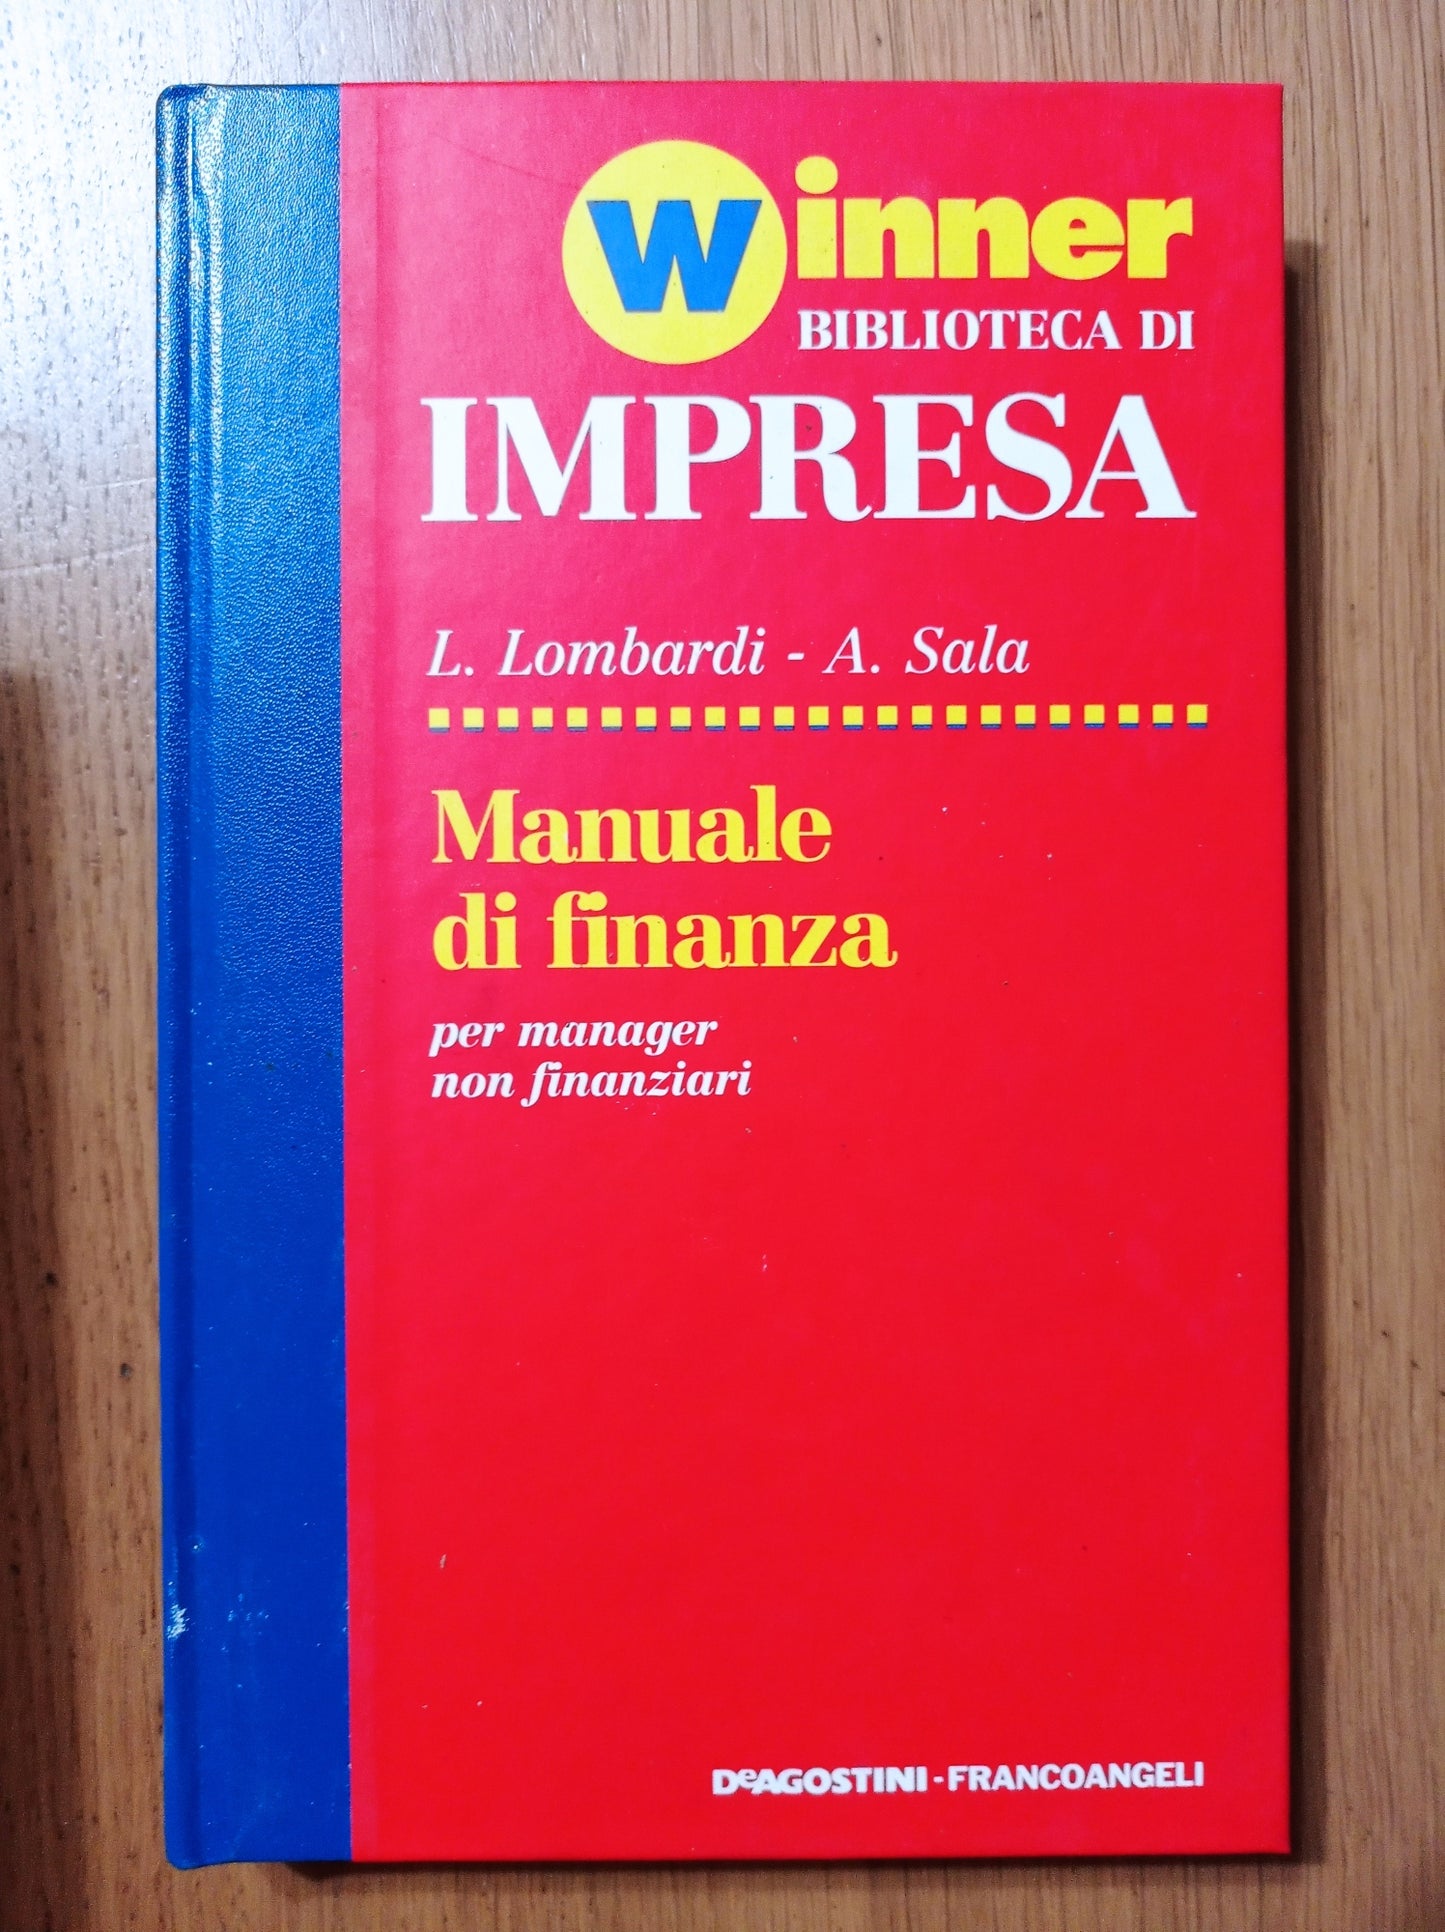 Winner
BIBLIOTECA DI
IMPRESA
L. Lombardi - A. Sala
Manuale
di finanza
per manager
non finanziari
DeAGOSTINI-FRANCOANGELI